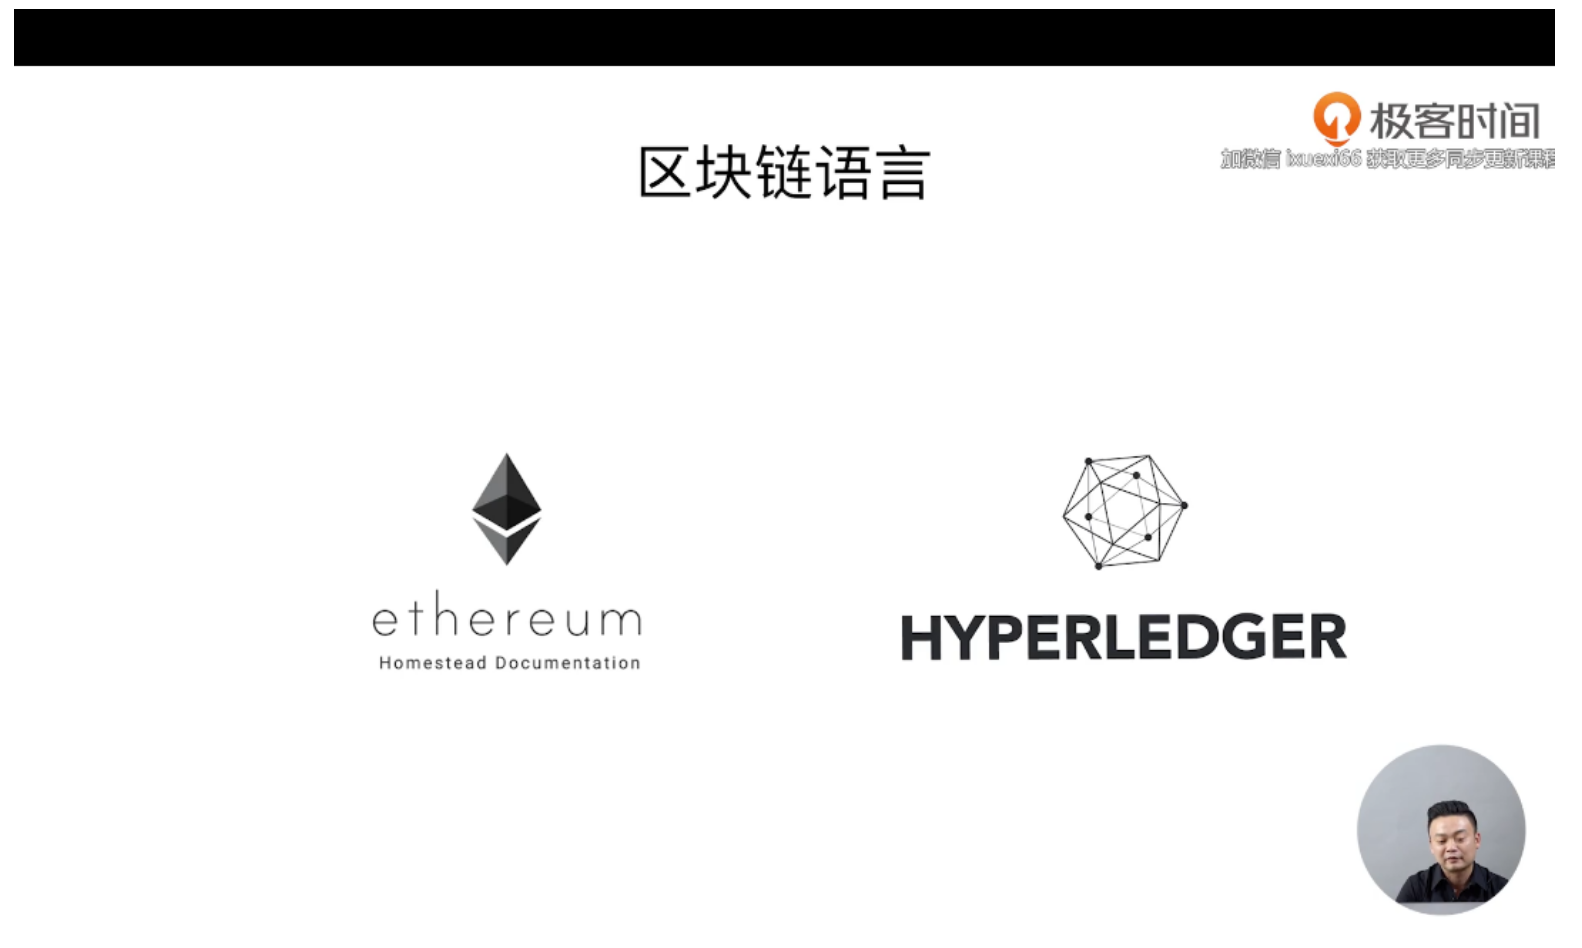 极客时间
加微信 ixuexi66 获取更多同步更新课程
区块链语言
ethereum
Homestead Documentation
HYPERLEDGER